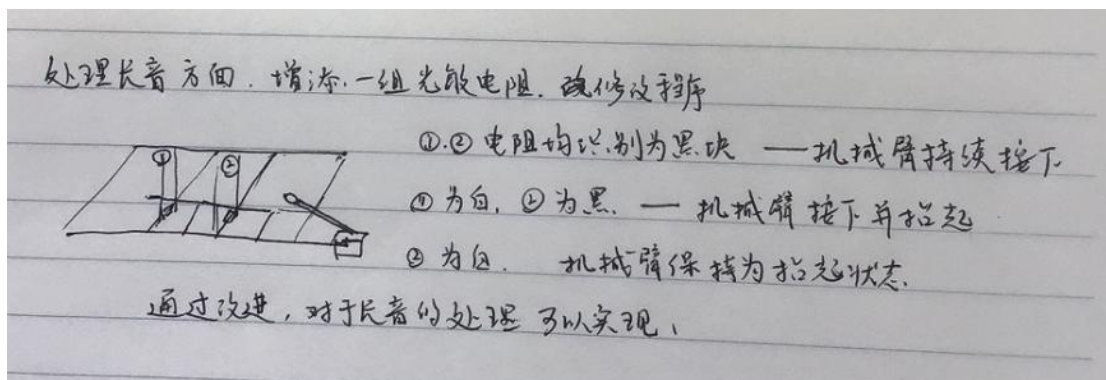 处理长音方面. 增添一组光敏电阻. 修改程序
① ②
①.② 电阻均识别为黑块 — 机械臂持续按下
① 为白, ② 为黑. — 机械臂按下并抬起
② 为白. 机械臂保持为抬起状态.
通过改进, 对于长音的处理 可以实现,